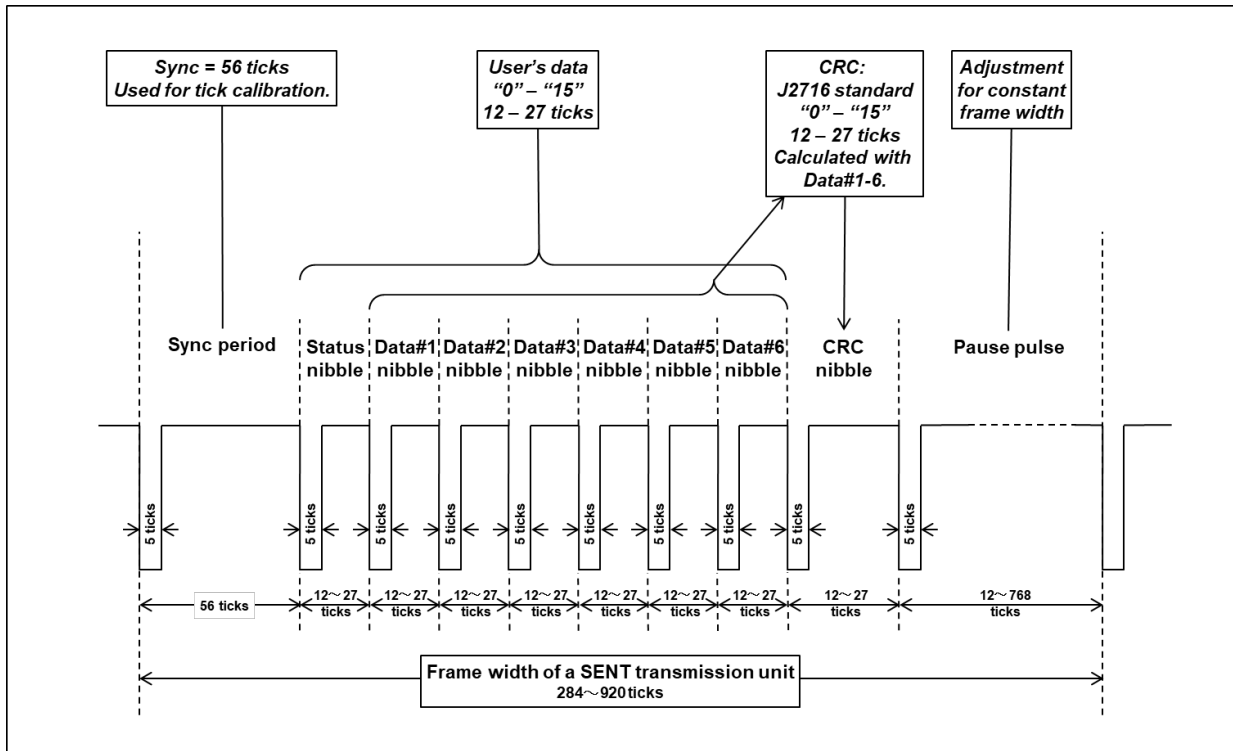 Sync = 56 ticks
Used for tick calibration.
User's data
“0” – “15”
12 – 27 ticks
CRC:
J2716 standard
“0” – “15”
12 – 27 ticks
Calculated with
Data#1-6.
Adjustment
for constant
frame width
Sync period
Status
nibble
Data#1
nibble
Data#2
nibble
Data#3
nibble
Data#4
nibble
Data#5
nibble
Data#6
nibble
CRC
nibble
Pause pulse
5 ticks
5 ticks
5 ticks
5 ticks
5 ticks
5 ticks
5 ticks
5 ticks
5 ticks
5 ticks
56 ticks
12～27
ticks
12～27
ticks
12～27
ticks
12～27
ticks
12～27
ticks
12～27
ticks
12～27
ticks
12～27
ticks
12～768
ticks
Frame width of a SENT transmission unit
284～920 ticks